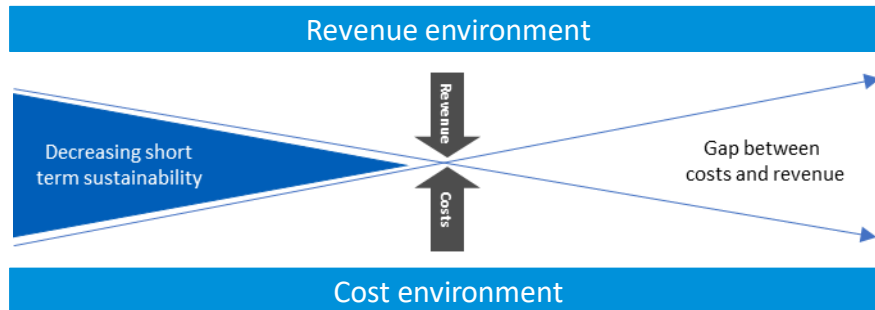 Revenue environment
Revenue
Decreasing short
term sustainability
Gap between
costs and revenue
Costs
Cost environment